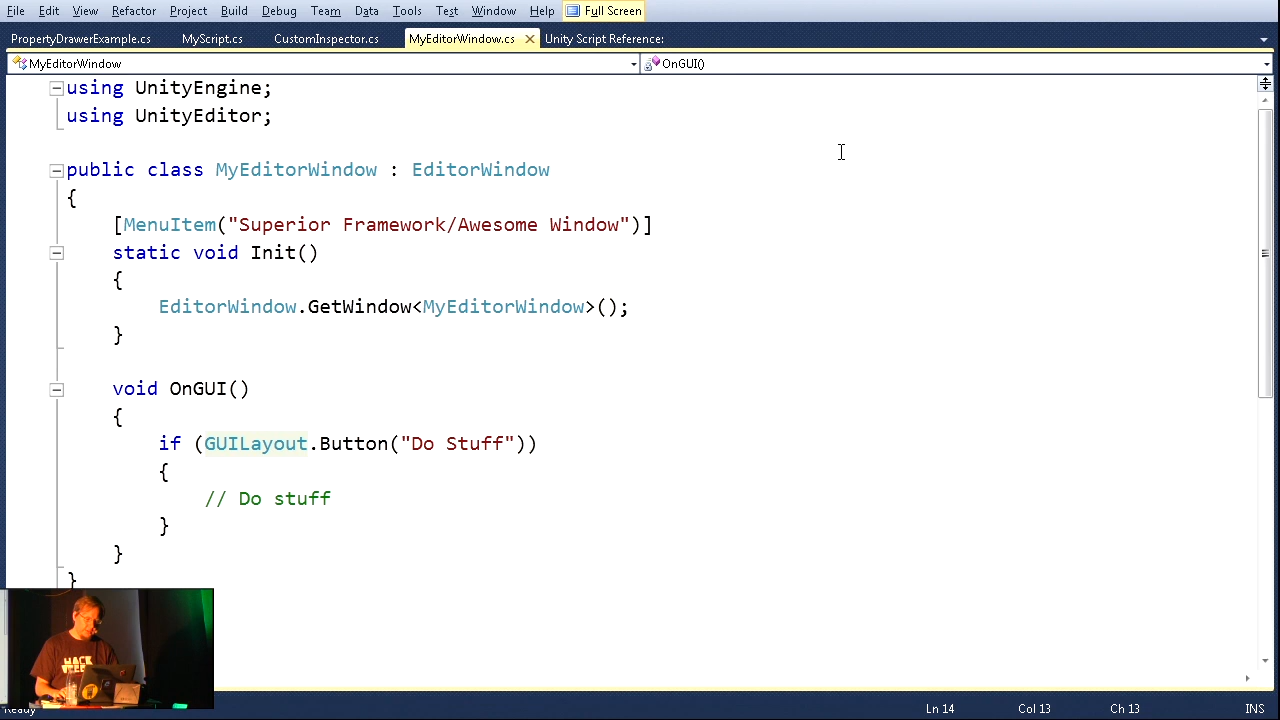 File Edit View Refactor Project Build Debug Team Data Tools Test Window Help Full Screen
PropertyDrawerExample.cs MyScript.cs CustomInspector.cs MyEditorWindow.cs Unity Script Reference:
MyEditorWindow OnGUI()
using UnityEngine;
using UnityEditor;
public class MyEditorWindow : EditorWindow
{
[MenuItem("Superior Framework/Awesome Window")]
static void Init()
{
EditorWindow.GetWindow<MyEditorWindow>();
}
void OnGUI()
{
if (GUILayout.Button("Do Stuff"))
{
// Do stuff
}
}
}
Ready Ln 14 Col 13 Ch 13 INS